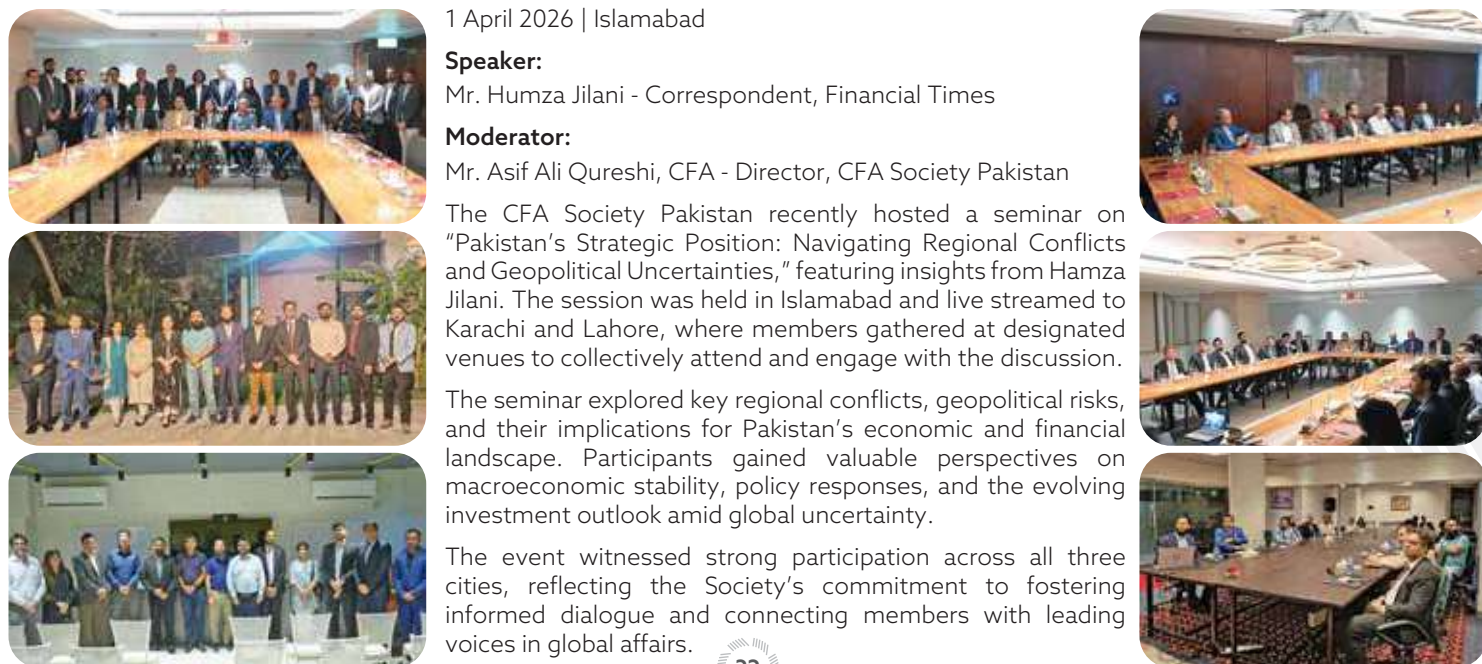 1 April 2026 | Islamabad
Speaker:
Mr. Humza Jilani - Correspondent, Financial Times
Moderator:
Mr. Asif Ali Qureshi, CFA - Director, CFA Society Pakistan
The CFA Society Pakistan recently hosted a seminar on
“Pakistan’s Strategic Position: Navigating Regional Conflicts
and Geopolitical Uncertainties,” featuring insights from Hamza
Jilani. The session was held in Islamabad and live streamed to
Karachi and Lahore, where members gathered at designated
venues to collectively attend and engage with the discussion.
The seminar explored key regional conflicts, geopolitical risks,
and their implications for Pakistan’s economic and financial
landscape. Participants gained valuable perspectives on
macroeconomic stability, policy responses, and the evolving
investment outlook amid global uncertainty.
The event witnessed strong participation across all three
cities, reflecting the Society’s commitment to fostering
informed dialogue and connecting members with leading
voices in global affairs.